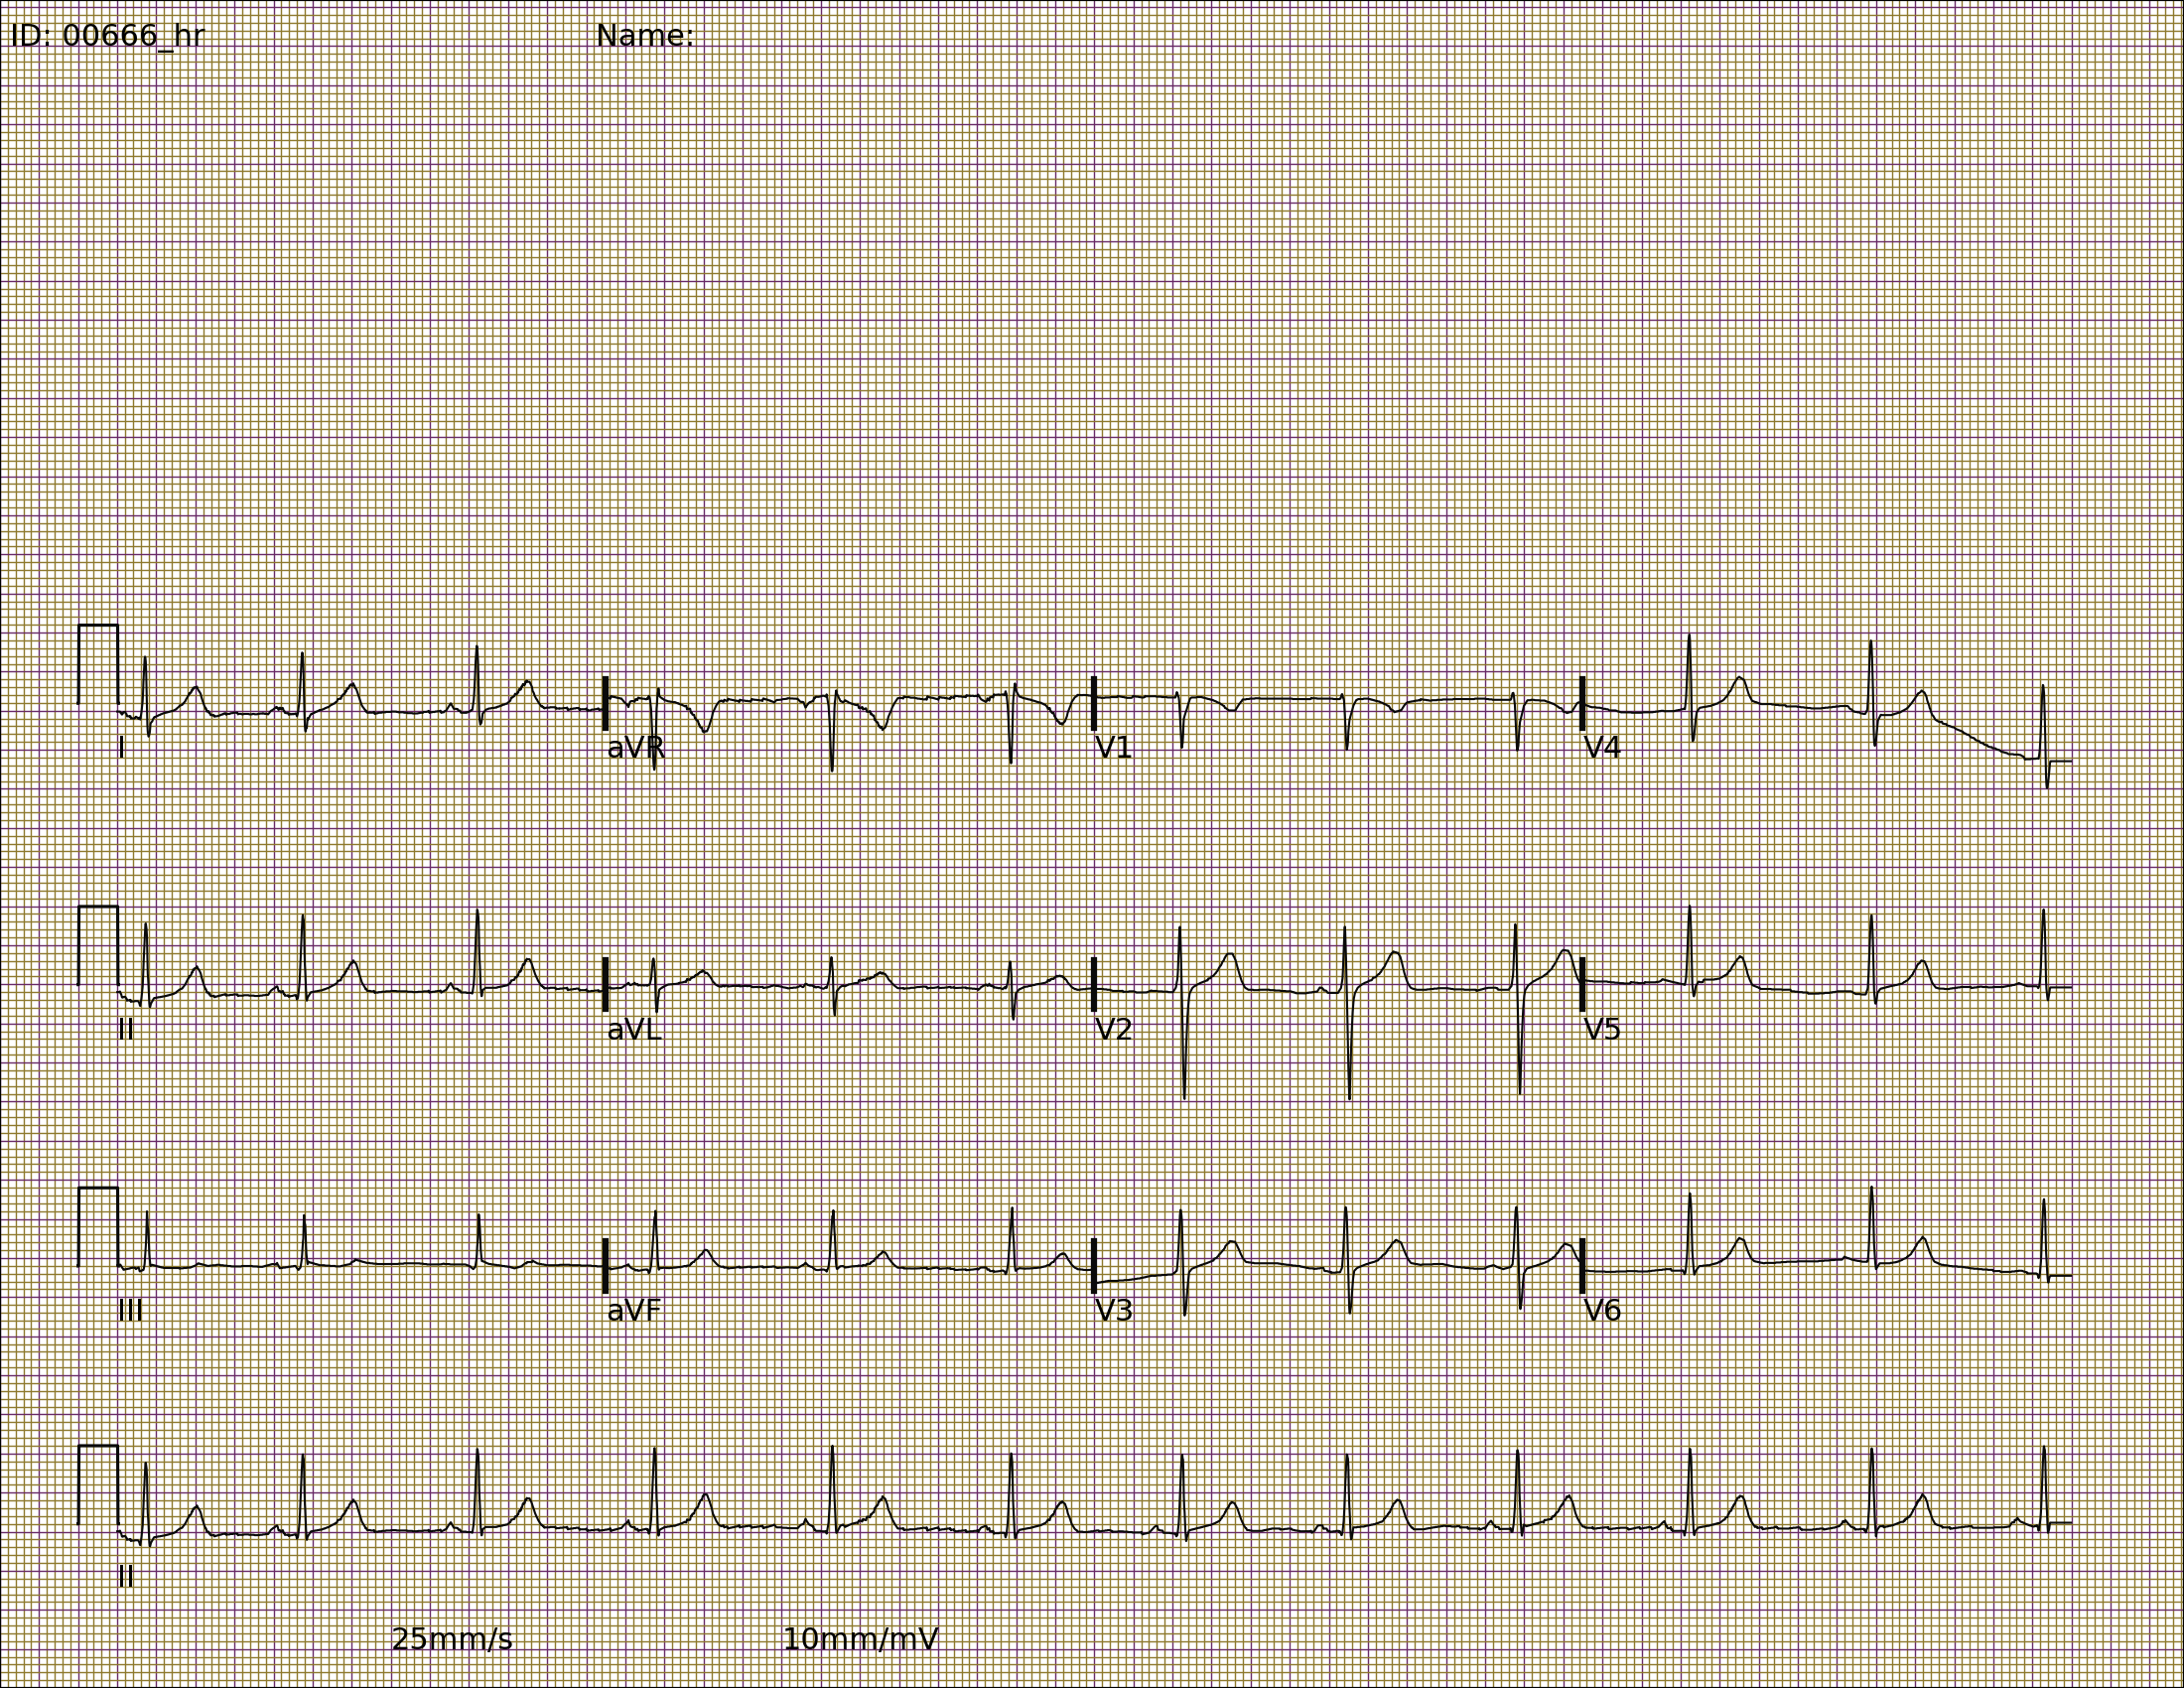 ID: 00666_hr Name:
I aVR V1 V4
II aVL V2 V5
III aVF V3 V6
II
25mm/s 10mm/mV